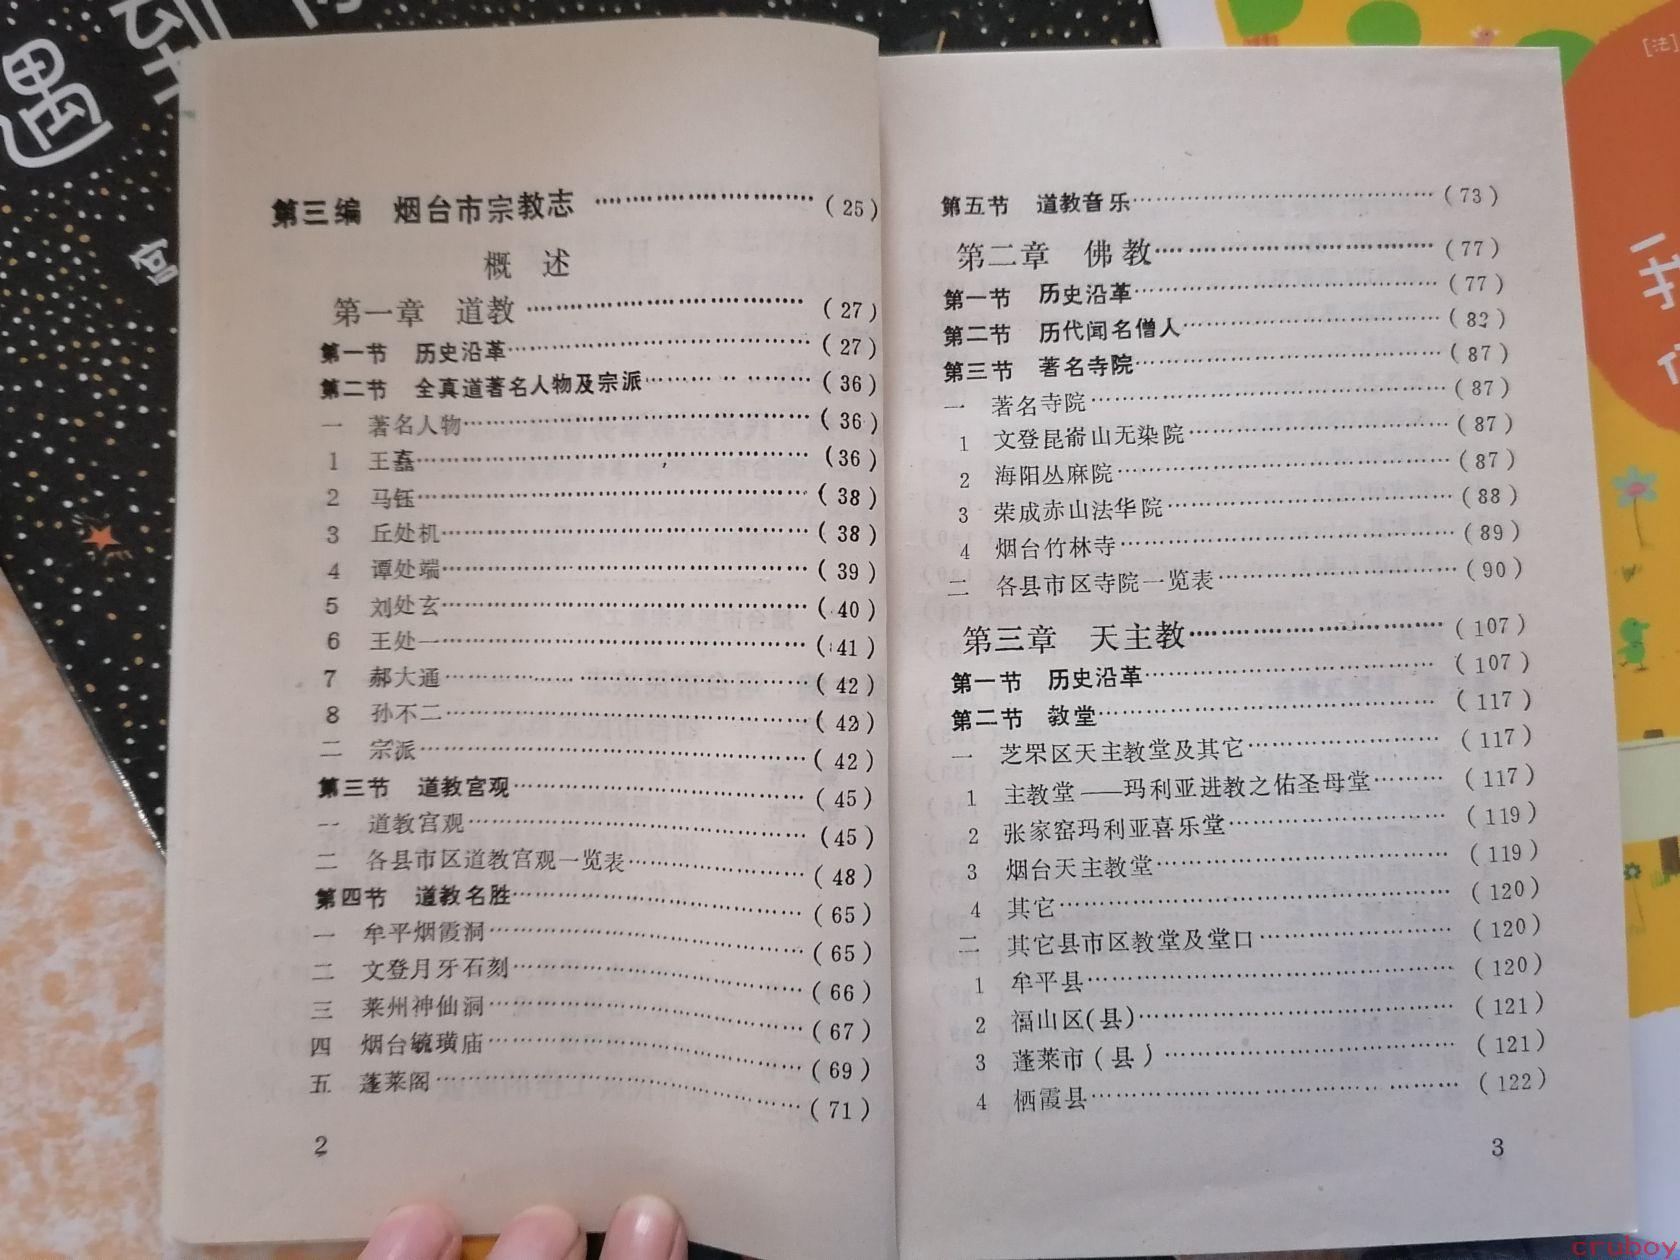 遇到
第三编 烟台市宗教志 ………………………… (25)
概 述
第一章 道教 ………………………… (27)
第一节 历史沿革………………………… (27)
第二节 全真道著名人物及宗派………………… (36)
一 著名人物………………………… (36)
1 王嚞………………………… (36)
2 马钰………………………… (38)
3 丘处机………………………… (38)
4 谭处端………………………… (39)
5 刘处玄………………………… (40)
6 王处一………………………… (41)
7 郝大通………………………… (42)
8 孙不二………………………… (42)
二 宗派………………………… (42)
第三节 道教宫观………………………… (45)
一 道教宫观………………………… (45)
二 各县市区道教宫观一览表………………… (48)
第四节 道教名胜………………………… (65)
一 牟平烟霞洞………………………… (65)
二 文登月牙石刻………………………… (66)
三 莱州神仙洞………………………… (67)
四 烟台毓璜庙………………………… (69)
五 蓬莱阁………………………… (71)
2
第五节 道教音乐………………………… (73)
第二章 佛教………………………… (77)
第一节 历史沿革………………………… (77)
第二节 历代闻名僧人………………………… (82)
第三节 著名寺院………………………… (87)
一 著名寺院………………………… (87)
1 文登昆嵛山无染院………………………… (87)
2 海阳丛麻院………………………… (87)
3 荣成赤山法华院………………………… (88)
4 烟台竹林寺………………………… (89)
二 各县市区寺院一览表………………………… (90)
第三章 天主教………………………… (107)
第一节 历史沿革………………………… (107)
第二节 教堂………………………… (117)
一 芝罘区天主教堂及其它………………… (117)
1 主教堂——玛利亚进教之佑圣母堂……… (117)
2 张家窑玛利亚喜乐堂………………… (119)
3 烟台天主教堂………………………… (119)
4 其它………………………… (120)
二 其它县市区教堂及堂口………………… (120)
1 牟平县………………………… (120)
2 福山区(县)………………………… (121)
3 蓬莱市(县)………………………… (121)
4 栖霞县………………………… (122)
3
[法]
我
cruboy